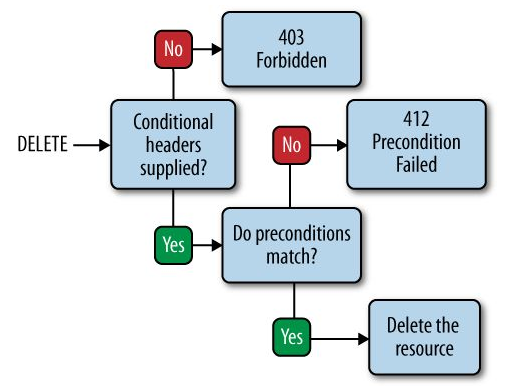 No
403
Forbidden
DELETE
Conditional
headers
supplied?
No
412
Precondition
Failed
Yes
Do preconditions
match?
Yes
Delete the
resource